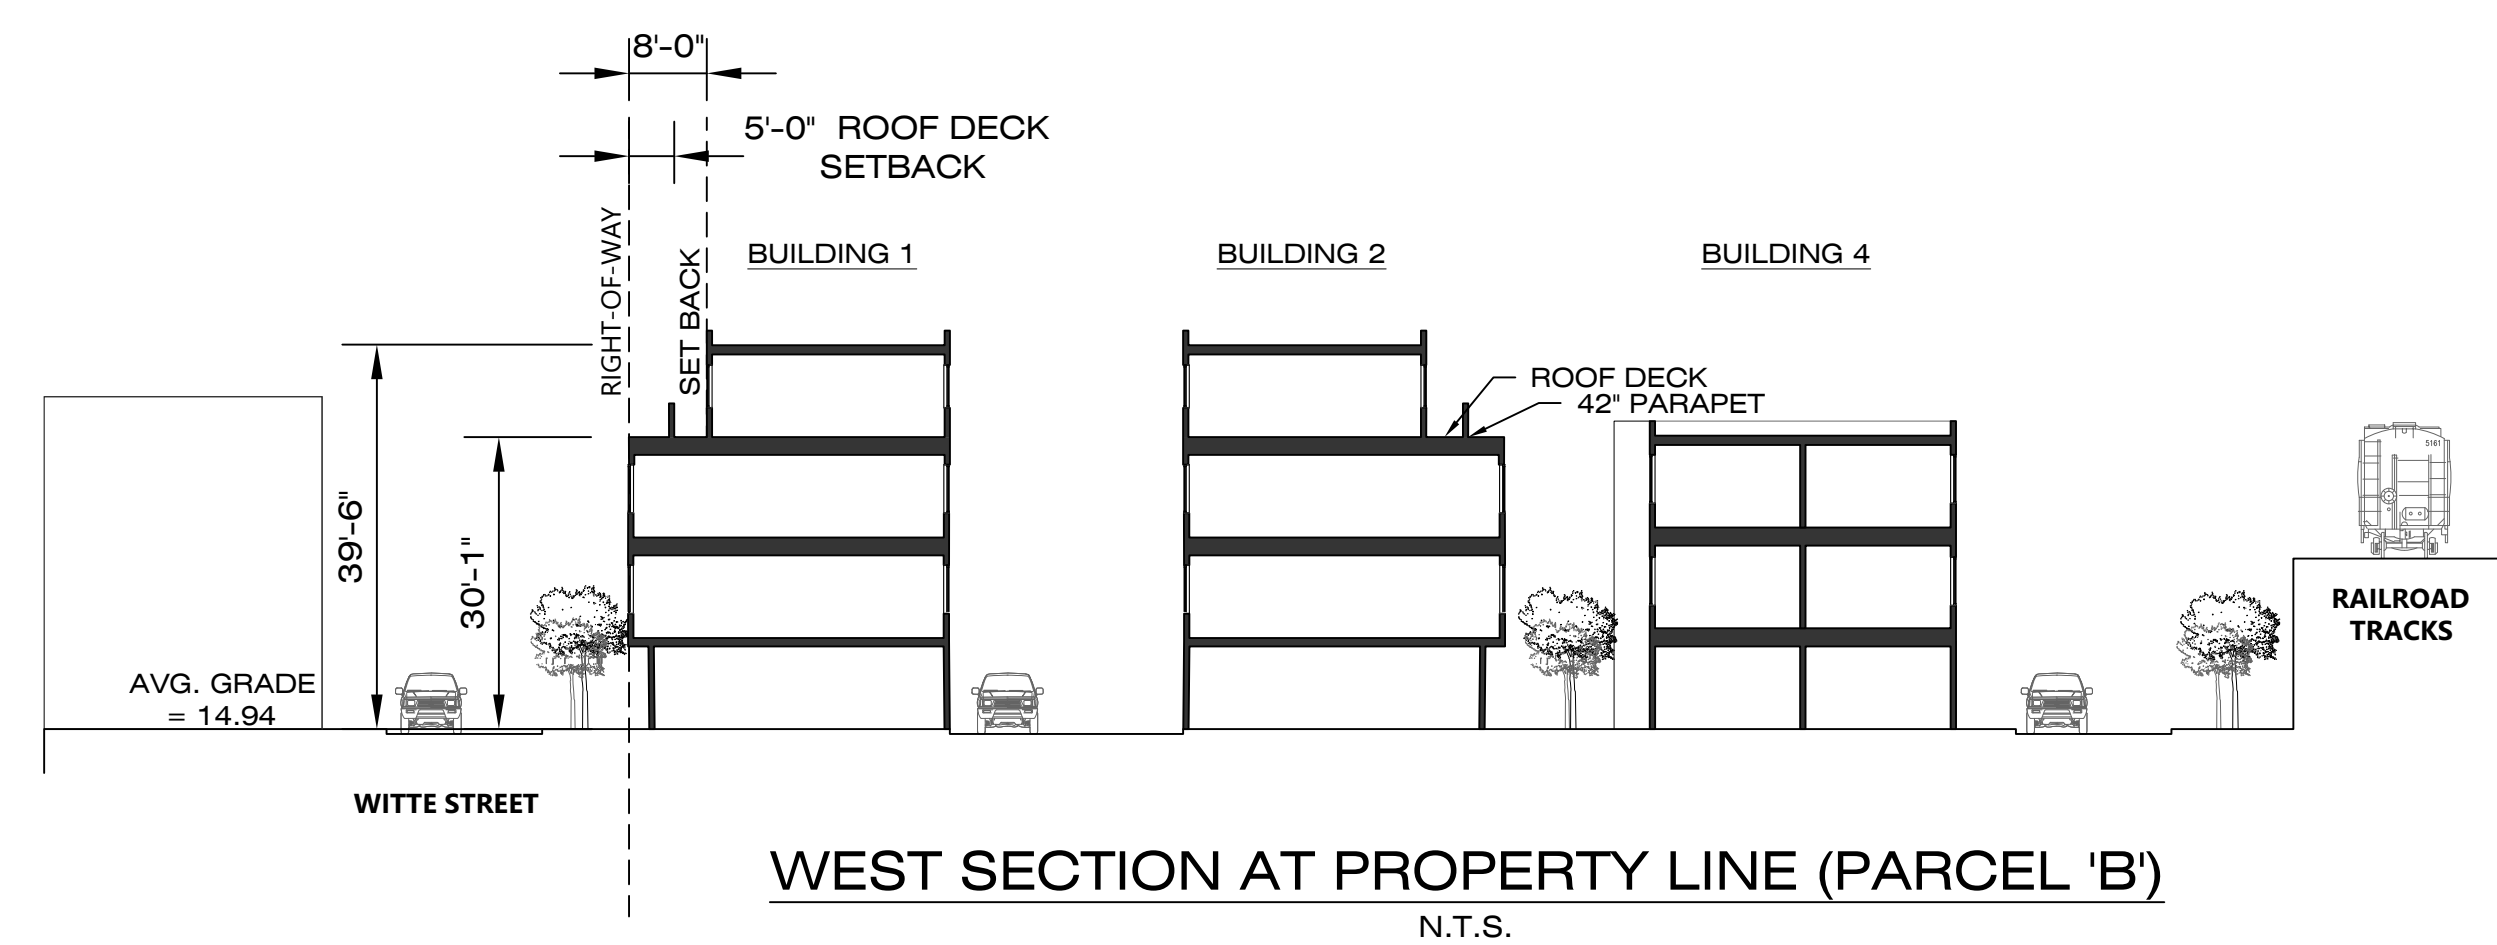 8'-0"
5'-0" ROOF DECK
SETBACK
RIGHT-OF-WAY
SET BACK
BUILDING 1
BUILDING 2
BUILDING 4
ROOF DECK
42" PARAPET
5161
39'-6"
30'-1"
RAILROAD
TRACKS
AVG. GRADE
= 14.94
WITTE STREET
WEST SECTION AT PROPERTY LINE (PARCEL 'B')
N.T.S.